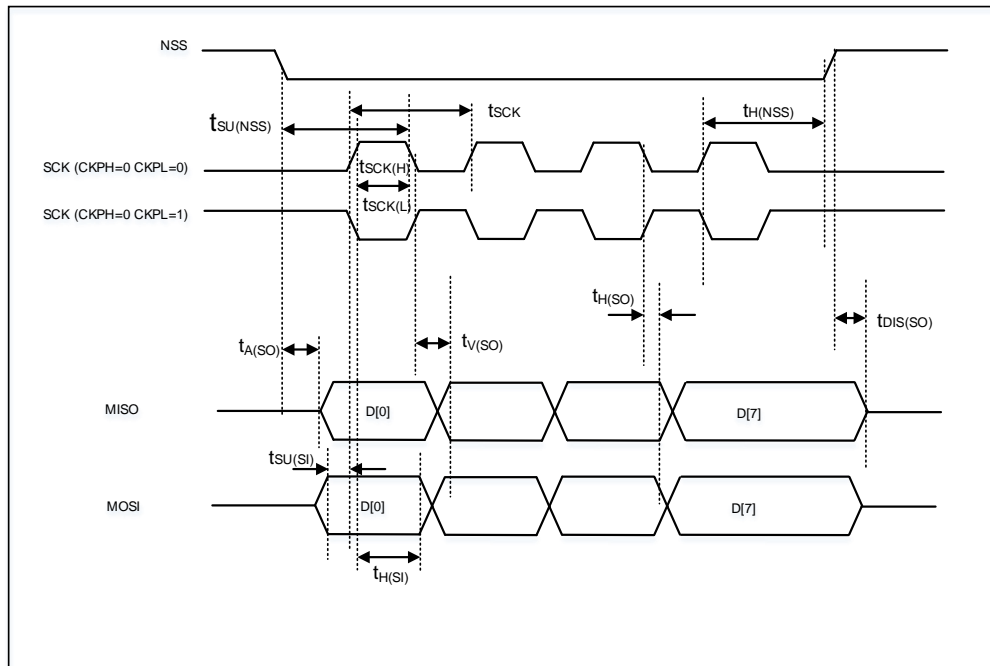 NSS
tSCK
tH(NSS)
tSU(NSS)
SCK (CKPH=0 CKPL=0)
tSCK(H)
tSCK(L)
SCK (CKPH=0 CKPL=1)
tH(SO)
tDIS(SO)
tA(SO)
tV(SO)
MISO
D[0]
D[7]
tSU(SI)
MOSI
D[0]
D[7]
tH(SI)